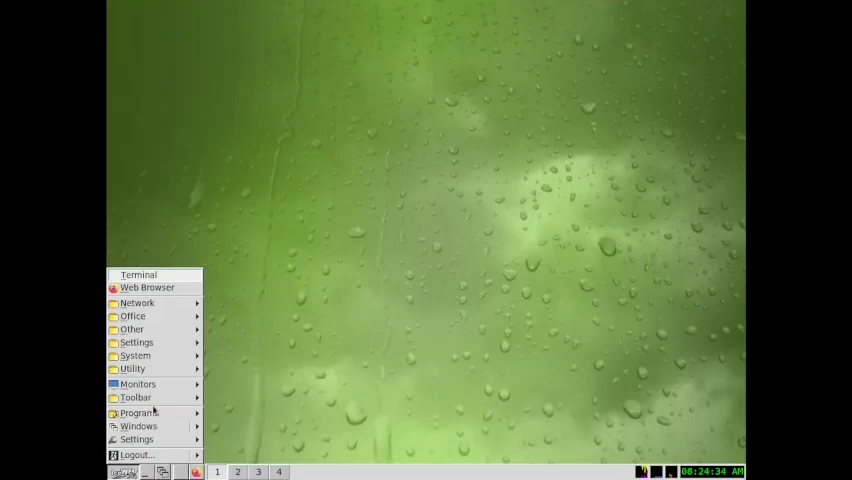 Terminal
Web Browser
Network
Office
Other
Settings
System
Utility
Monitors
Toolbar
Programs
Windows
Settings
Logout...
1 2 3 4
08:24:34 AM